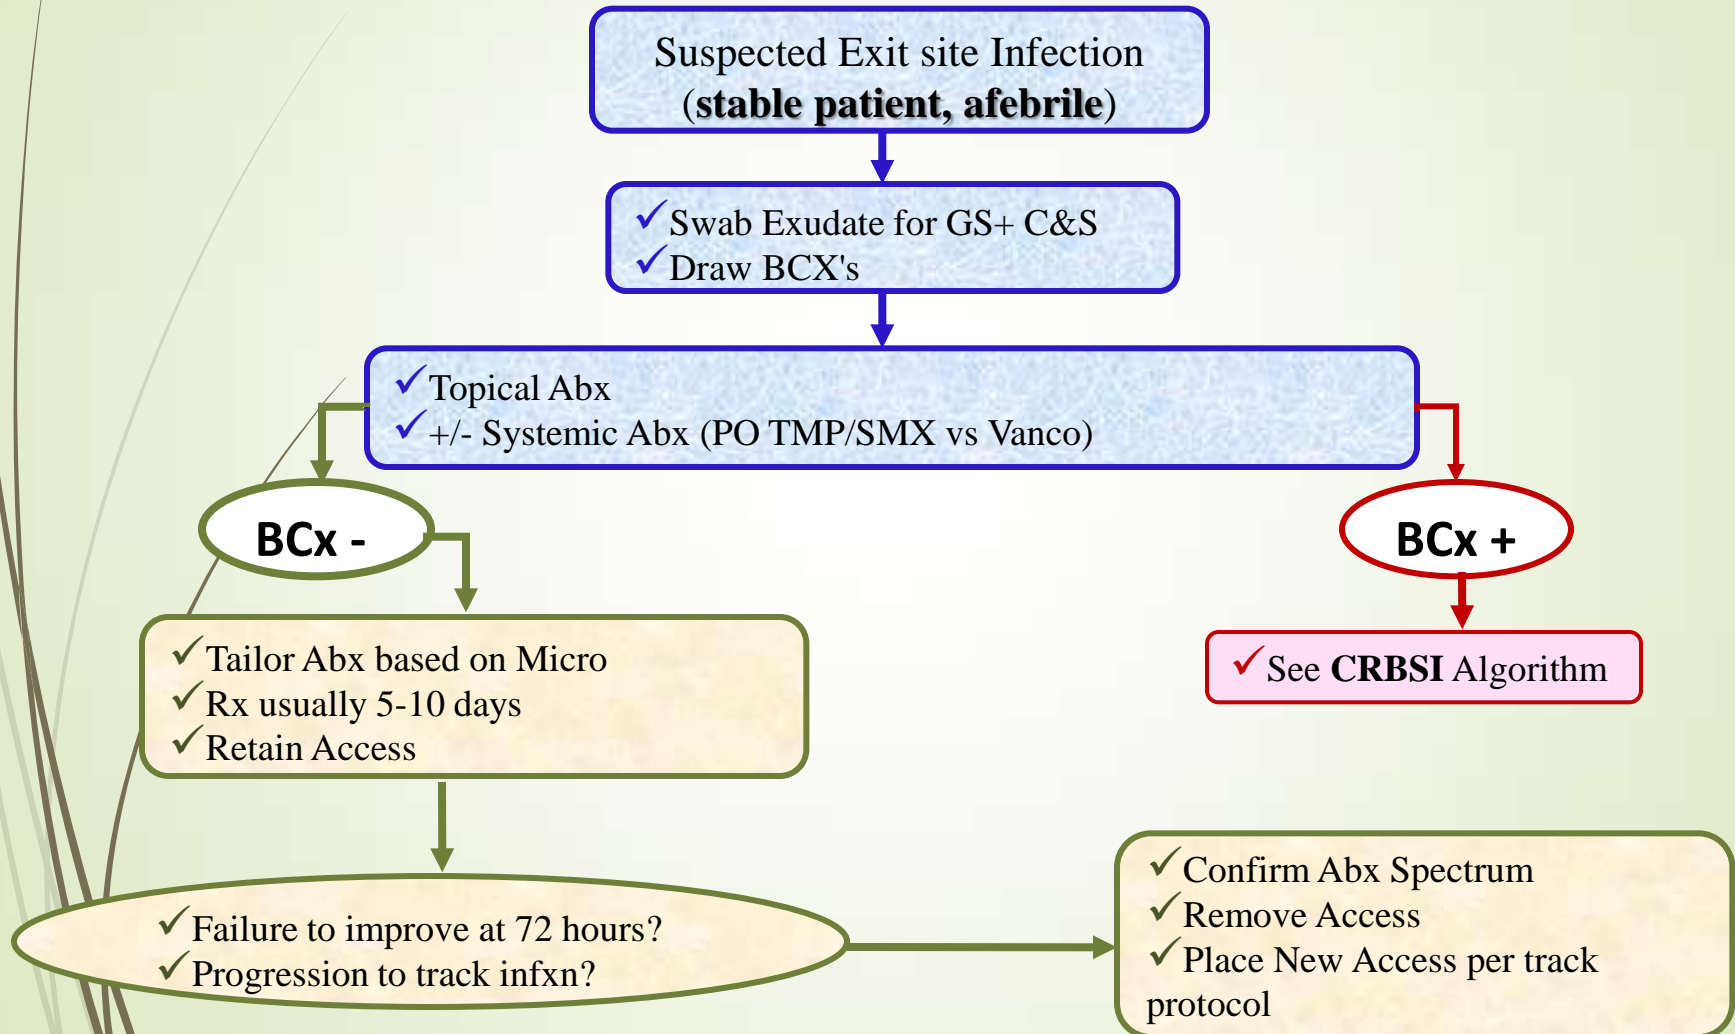 Suspected Exit site Infection
(stable patient, afebrile)
✓Swab Exudate for GS+ C&S
✓Draw BCX's
✓Topical Abx
✓+/- Systemic Abx (PO TMP/SMX vs Vanco)
BCx -
BCx +
✓Tailor Abx based on Micro
✓Rx usually 5-10 days
✓Retain Access
✓See CRBSI Algorithm
✓Failure to improve at 72 hours?
✓Progression to track infxn?
✓Confirm Abx Spectrum
✓Remove Access
✓Place New Access per track
protocol